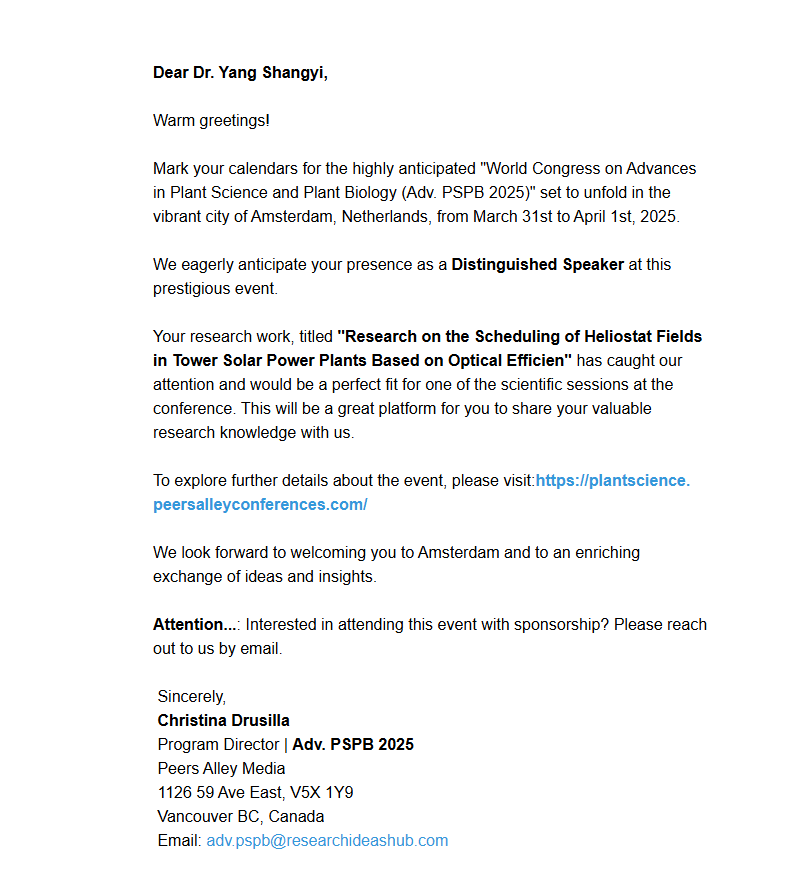 Dear Dr. Yang Shangyi,
Warm greetings!
Mark your calendars for the highly anticipated "World Congress on Advances
in Plant Science and Plant Biology (Adv. PSPB 2025)" set to unfold in the
vibrant city of Amsterdam, Netherlands, from March 31st to April 1st, 2025.
We eagerly anticipate your presence as a Distinguished Speaker at this
prestigious event.
Your research work, titled "Research on the Scheduling of Heliostat Fields
in Tower Solar Power Plants Based on Optical Efficien" has caught our
attention and would be a perfect fit for one of the scientific sessions at the
conference. This will be a great platform for you to share your valuable
research knowledge with us.
To explore further details about the event, please visit:https://plantscience.
peersalleyconferences.com/
We look forward to welcoming you to Amsterdam and to an enriching
exchange of ideas and insights.
Attention...: Interested in attending this event with sponsorship? Please reach
out to us by email.
Sincerely,
Christina Drusilla
Program Director | Adv. PSPB 2025
Peers Alley Media
1126 59 Ave East, V5X 1Y9
Vancouver BC, Canada
Email: adv.pspb@researchideashub.com